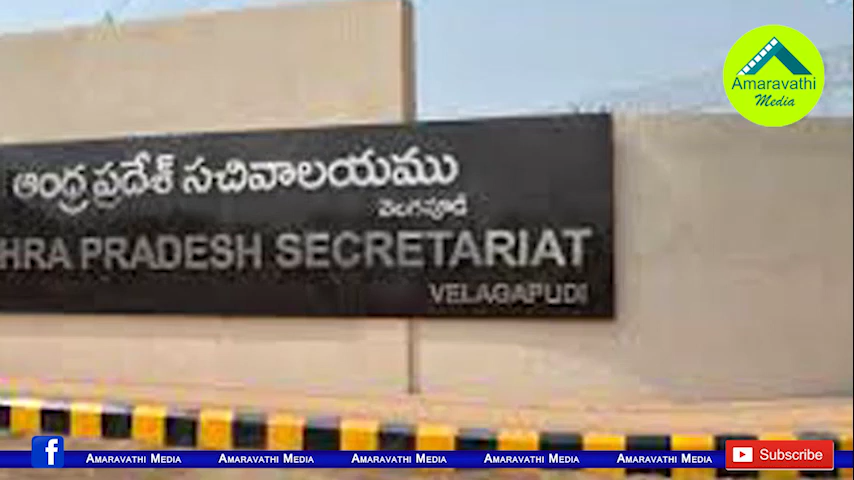 Amaravathi
Media
ఆంధ్ర ప్రదేశ్ సచివాలయము
వెలగపూడి
HRA PRADESH SECRETARIAT
VELAGAPUDI
f AMARAVATHI MEDIA AMARAVATHI MEDIA AMARAVATHI MEDIA AMARAVATHI MEDIA AMARAVATHI MEDIA Subscribe